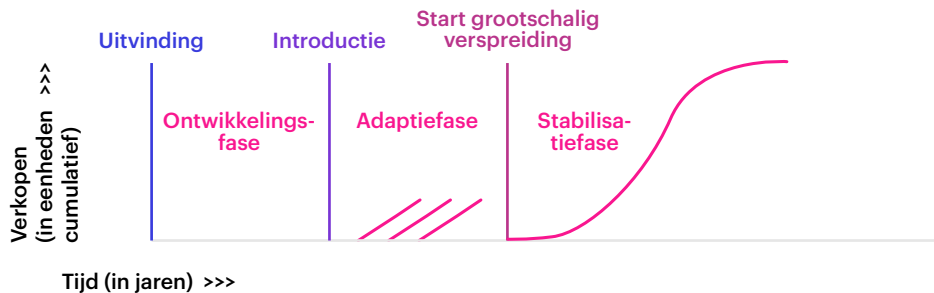 Uitvinding
Introductie
Start grootschalig
verspreiding
Ontwikkelings-
fase
Adaptiefase
Stabilisa-
tiefase
Verkopen
(in eenheden >>>
cumulatief)
Tijd (in jaren) >>>